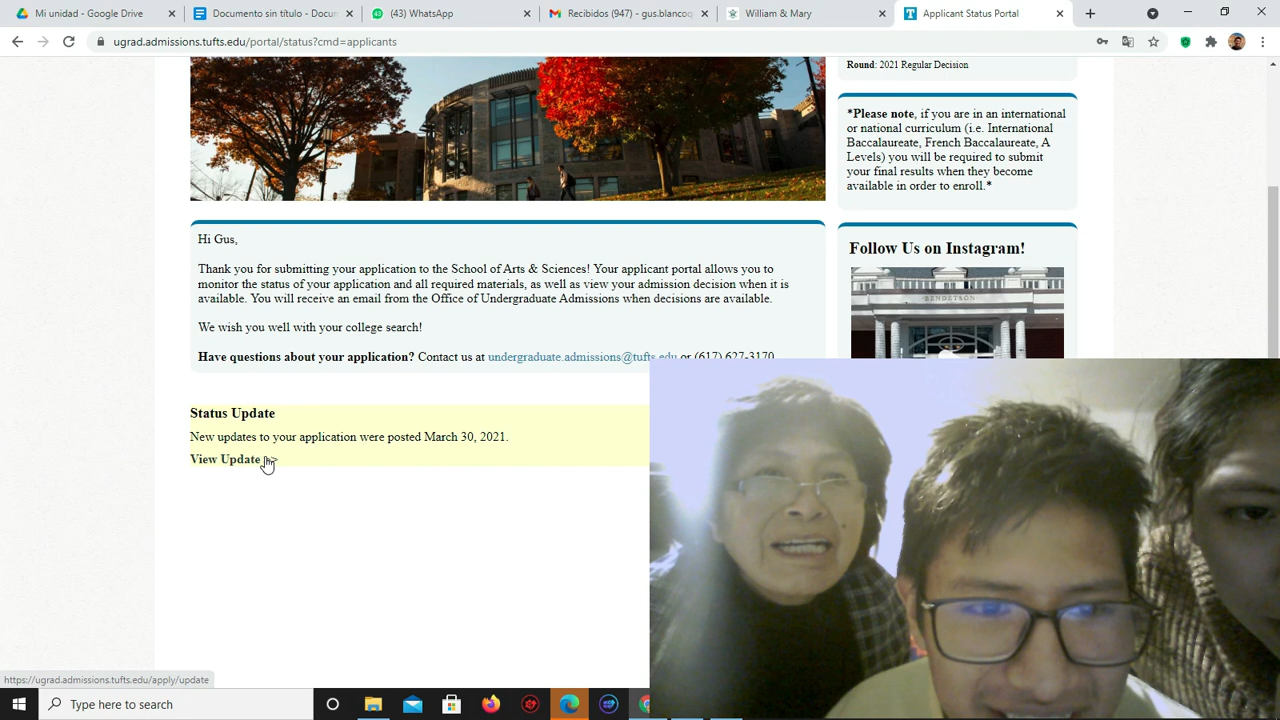 Mi unidad - Google Drive
Documento sin título - Docum
(43) WhatsApp
Recibidos (947) - gus.blancoq
William & Mary
Applicant Status Portal
ugrad.admissions.tufts.edu/portal/status?cmd=applicants
Round: 2021 Regular Decision
*Please note, if you are in an international
or national curriculum (i.e. International
Baccalaureate, French Baccalaureate, A
Levels) you will be required to submit
your final results when they become
available in order to enroll.*
Hi Gus,
Thank you for submitting your application to the School of Arts & Sciences! Your applicant portal allows you to
monitor the status of your application and all required materials, as well as view your admission decision when it is
available. You will receive an email from the Office of Undergraduate Admissions when decisions are available.
We wish you well with your college search!
Have questions about your application? Contact us at undergraduate.admissions@tufts.edu or (617) 627-3170
Follow Us on Instagram!
BENDETSON
Status Update
New updates to your application were posted March 30, 2021.
View Update >>
https://ugrad.admissions.tufts.edu/apply/update
Type here to search